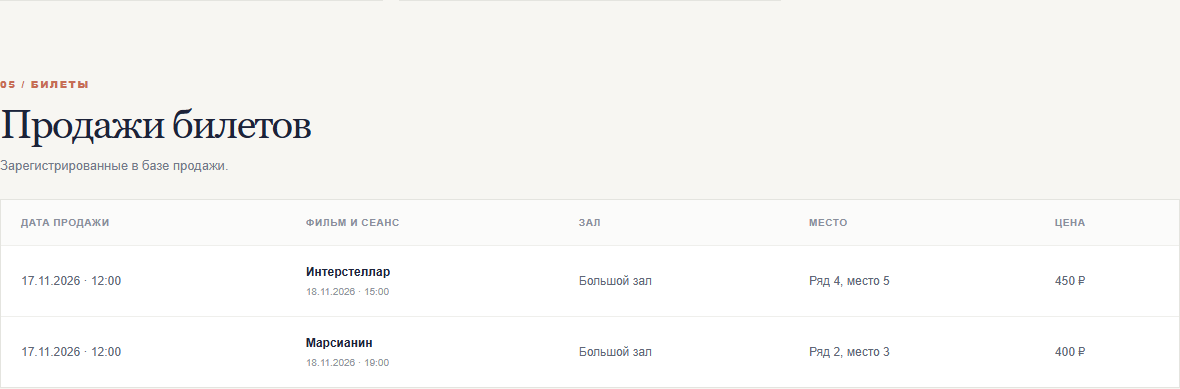 05 / БИЛЕТЫ
Продажи билетов
Зарегистрированные в базе продажи.
ДАТА ПРОДАЖИ ФИЛЬМ И СЕАНС ЗАЛ МЕСТО ЦЕНА
17.11.2026 · 12:00 Интерстеллар Большой зал Ряд 4, место 5 450 ₽
18.11.2026 · 15:00
17.11.2026 · 12:00 Марсианин Большой зал Ряд 2, место 3 400 ₽
18.11.2026 · 19:00